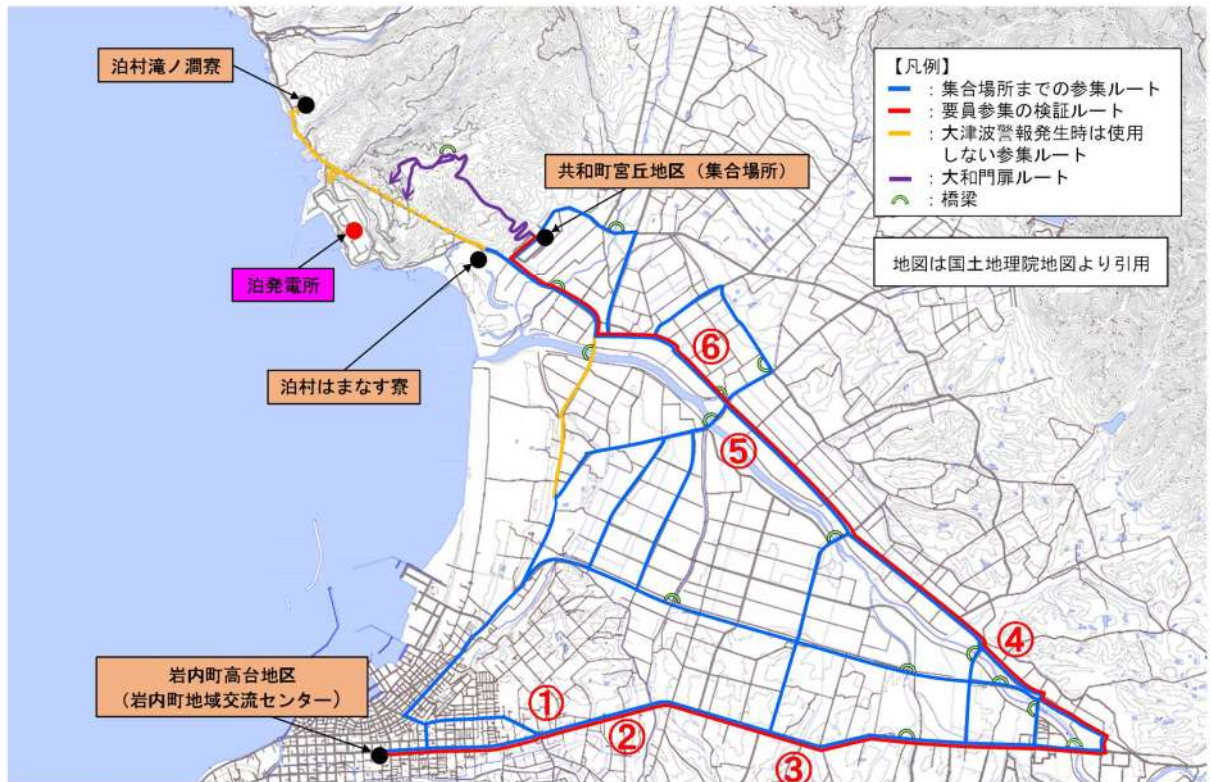 泊村滝ノ澗寮
【凡例】
：集合場所までの参集ルート
：要員参集の検証ルート
：大津波警報発生時は使用
しない参集ルート
：大和門扉ルート
：橋梁
共和町宮丘地区（集合場所）
地図は国土地理院地図より引用
泊発電所
泊村はまなす寮
⑥
⑤
④
岩内町高台地区
（岩内町地域交流センター）
①
②
③